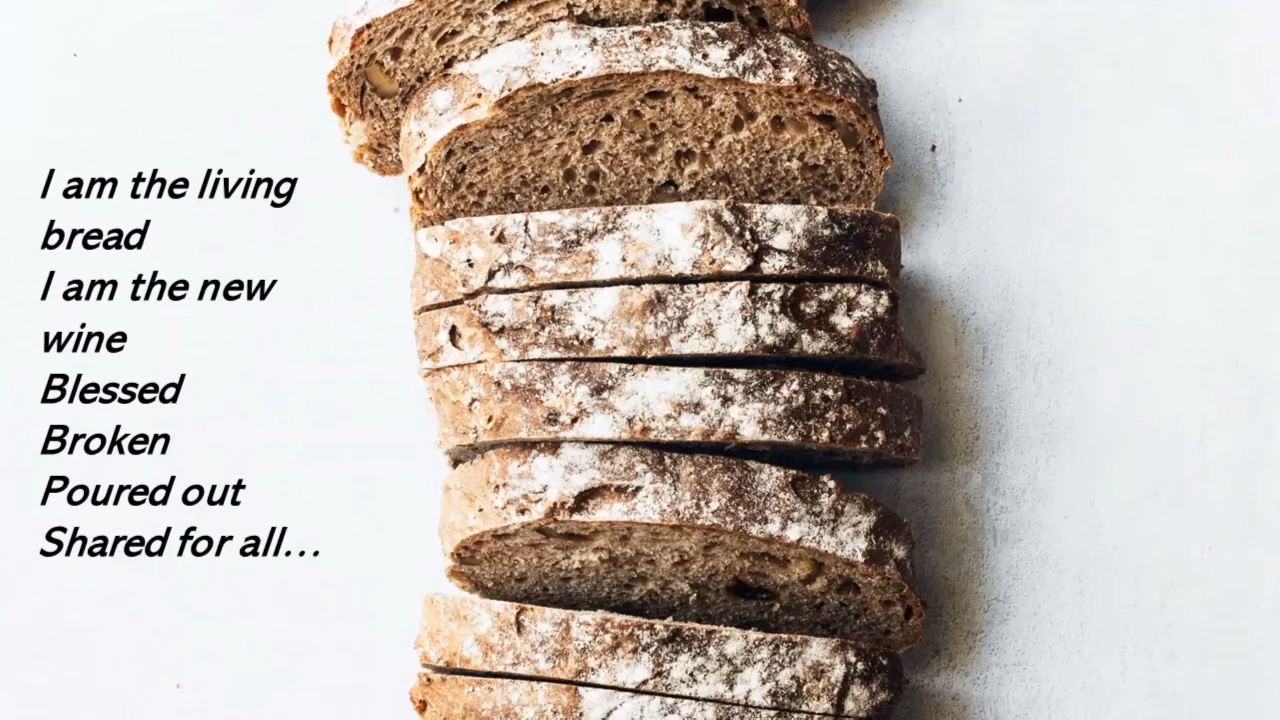 I am the living
bread
I am the new
wine
Blessed
Broken
Poured out
Shared for all...